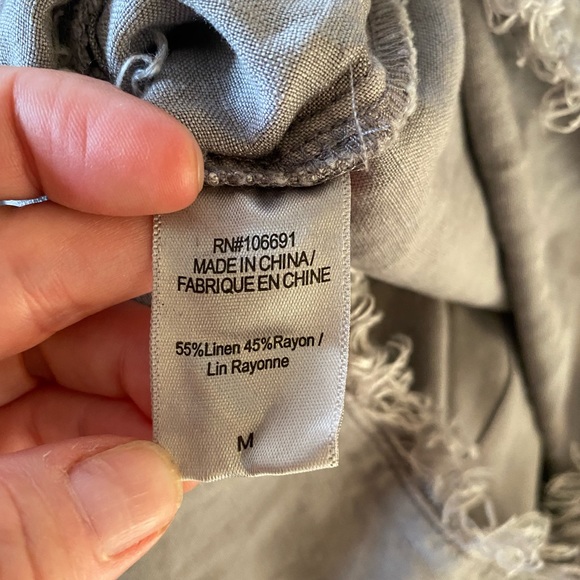 RN#106691
MADE IN CHINA/
FABRIQUE EN CHINE
55%Linen 45%Rayon /
Lin Rayonne
M